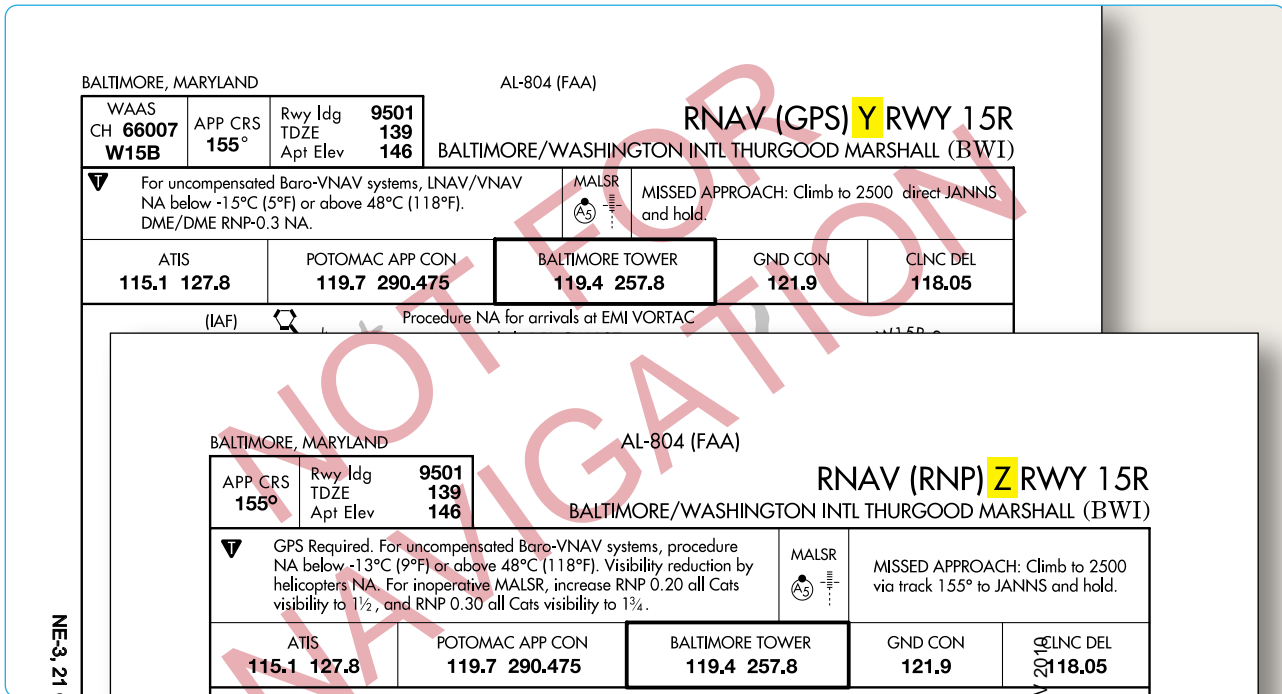 BALTIMORE, MARYLAND
AL-804 (FAA)
WAAS
CH 66007
W15B
APP CRS
155°
Rwy ldg 9501
TDZE 139
Apt Elev 146
RNAV (GPS) Y RWY 15R
BALTIMORE/WASHINGTON INTL THURGOOD MARSHALL (BWI)
T
For uncompensated Baro-VNAV systems, LNAV/VNAV
NA below -15°C (5°F) or above 48°C (118°F).
DME/DME RNP-0.3 NA.
MALSR
A5
MISSED APPROACH: Climb to 2500 direct JANNS
and hold.
ATIS
115.1 127.8
POTOMAC APP CON
119.7 290.475
BALTIMORE TOWER
119.4 257.8
GND CON
121.9
CLNC DEL
118.05
(IAF)
Procedure NA for arrivals at EMI VORTAC
NOT FOR
NAVIGATION
BALTIMORE, MARYLAND
AL-804 (FAA)
APP CRS
155°
Rwy ldg 9501
TDZE 139
Apt Elev 146
RNAV (RNP) Z RWY 15R
BALTIMORE/WASHINGTON INTL THURGOOD MARSHALL (BWI)
T
GPS Required. For uncompensated Baro-VNAV systems, procedure
NA below -13°C (9°F) or above 48°C (118°F). Visibility reduction by
helicopters NA. For inoperative MALSR, increase RNP 0.20 all Cats
visibility to 1½, and RNP 0.30 all Cats visibility to 1¾.
MALSR
A5
MISSED APPROACH: Climb to 2500
via track 155° to JANNS and hold.
ATIS
115.1 127.8
POTOMAC APP CON
119.7 290.475
BALTIMORE TOWER
119.4 257.8
GND CON
121.9
CLNC DEL
118.05
NE-3, 21